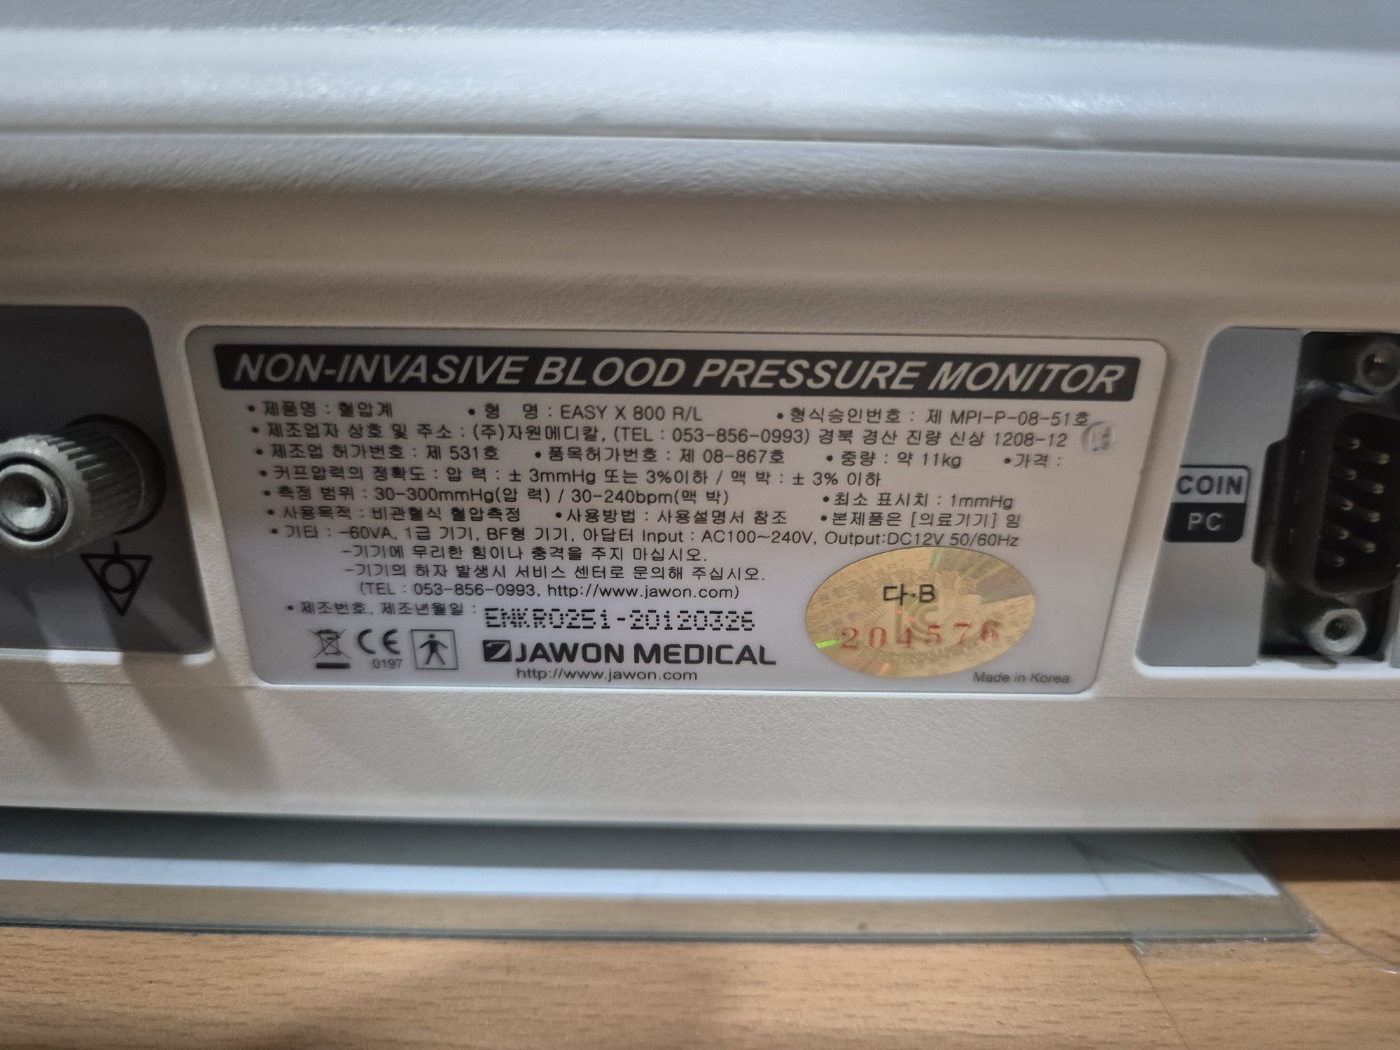 NON-INVASIVE BLOOD PRESSURE MONITOR
• 제품명 : 혈압계 • 형 명 : EASY X 800 R/L • 형식승인번호 : 제 MPI-P-08-51호
• 제조업자 상호 및 주소 : (주)자원메디칼, (TEL : 053-856-0993) 경북 경산 진량 신상 1208-12
• 제조업 허가번호 : 제 531호 • 품목허가번호 : 제 08-867호 • 중량 : 약 11kg • 가격 :
• 커프압력의 정확도 : 압 력 : ± 3mmHg 또는 3%이하 / 맥 박 : ± 3% 이하
• 측정 범위 : 30-300mmHg(압 력) / 30-240bpm(맥 박) • 최소 표시치 : 1mmHg
• 사용목적 : 비관혈식 혈압측정 • 사용방법 : 사용설명서 참조 • 본제품은 [의료기기] 임
• 기타 : -60VA, 1급 기기, BF형 기기, 아답터 Input : AC100~240V, Output:DC12V 50/60Hz
-기기에 무리한 힘이나 충격을 주지 마십시오.
-기기의 하자 발생시 서비스 센터로 문의해 주십시오.
(TEL : 053-856-0993, http://www.jawon.com)
• 제조번호, 제조년월일 : ENKR0251-20120326
CE 0197
JAWON MEDICAL
http://www.jawon.com
다·B
204576
Made in Korea
COIN
PC